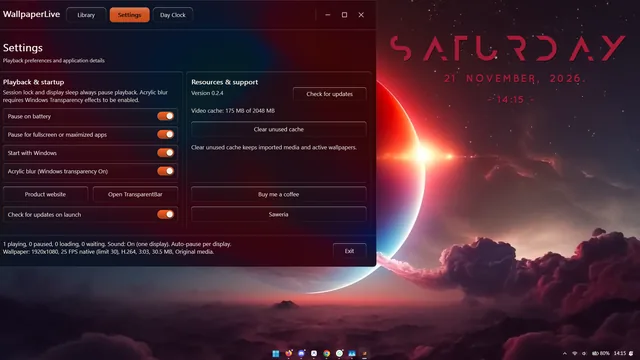 WallpaperLive
Library
Settings
Day Clock
Settings
Playback preferences and application details
Playback & startup
Session lock and display sleep always pause playback. Acrylic blur
requires Windows Transparency effects to be enabled.
Pause on battery
Pause for fullscreen or maximized apps
Start with Windows
Acrylic blur (Windows transparency On)
Product website
Open TransparentBar
Check for updates on launch
Resources & support
Version 0.2.4
Check for updates
Video cache: 175 MB of 2048 MB
Clear unused cache
Clear unused cache keeps imported media and active wallpapers.
Buy me a coffee
Saweria
1 playing, 0 paused, 0 loading, 0 waiting. Sound: On (one display). Auto-pause per display.
Wallpaper: 1920x1080, 25 FPS native (limit 30), H.264, 3:03, 30.5 MB, Original media.
Exit
SATURDAY
21 NOVEMBER, 2026.
- 14:15 -
80%
14:15